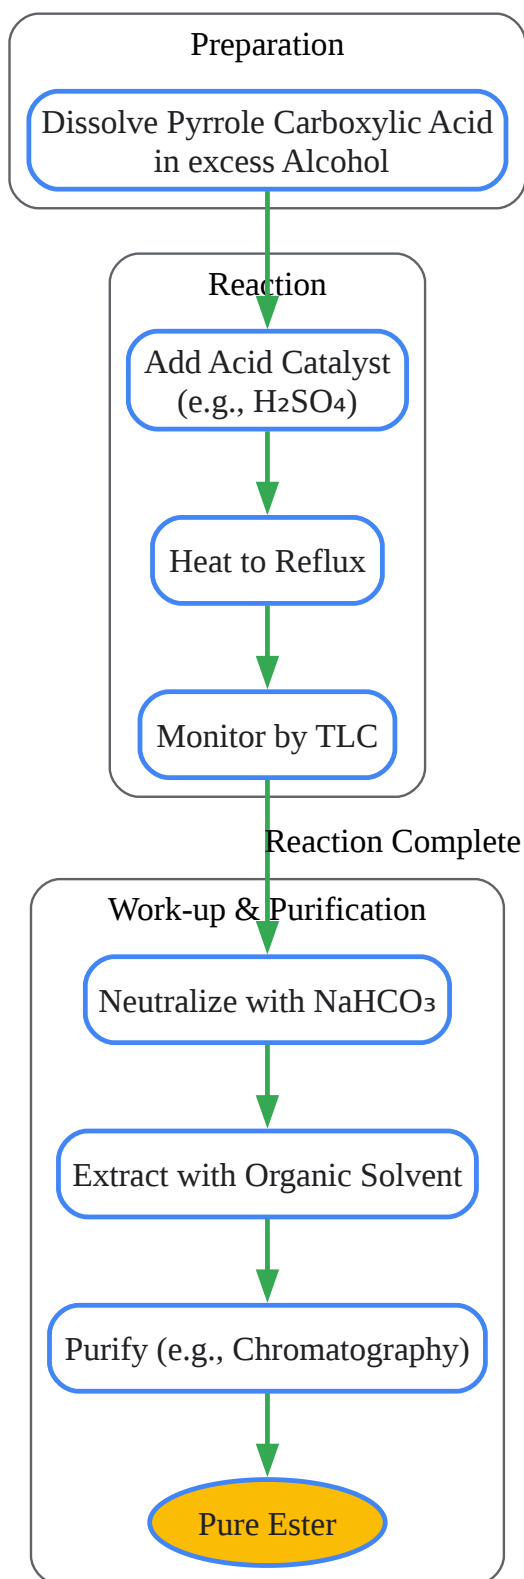 Preparation
Dissolve Pyrrole Carboxylic Acid
in excess Alcohol
Reaction
Add Acid Catalyst
(e.g., H₂SO₄)
Heat to Reflux
Monitor by TLC
Reaction Complete
Work-up & Purification
Neutralize with NaHCO₃
Extract with Organic Solvent
Purify (e.g., Chromatography)
Pure Ester